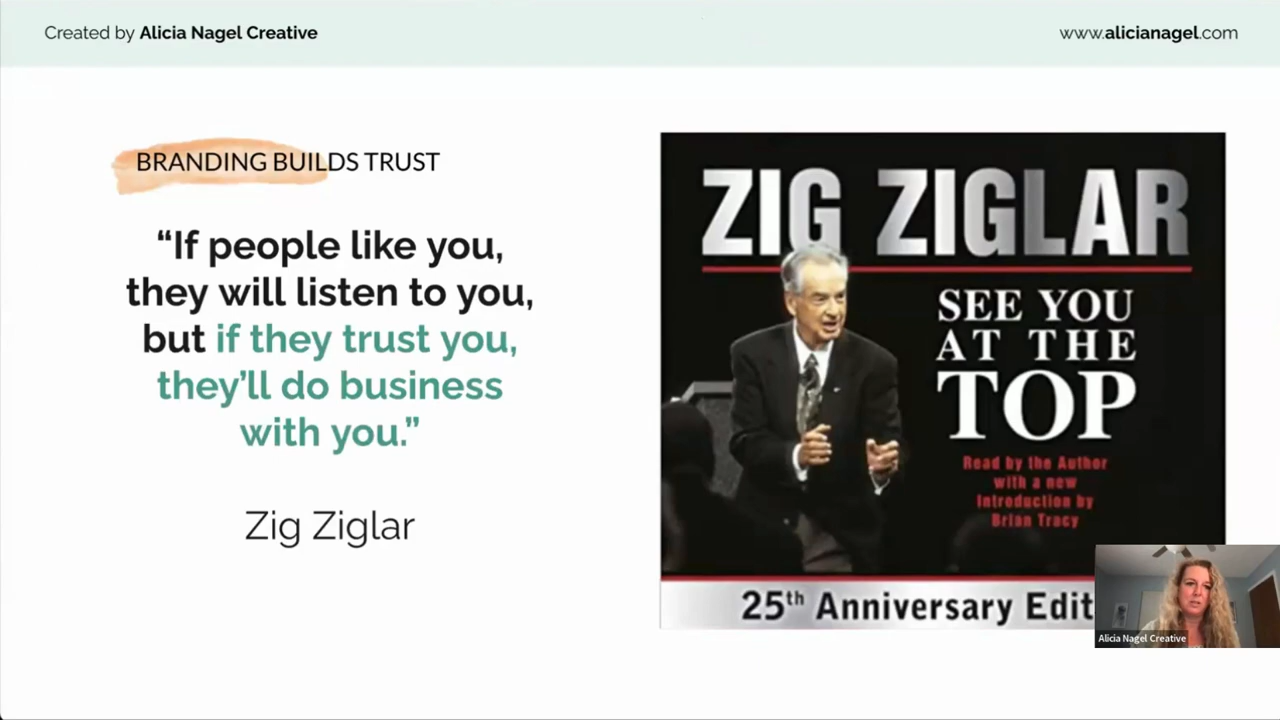 Created by Alicia Nagel Creative
www.alicianagel.com
BRANDING BUILDS TRUST
“If people like you,
they will listen to you,
but if they trust you,
they’ll do business
with you.”
Zig Ziglar
ZIG ZIGLAR
SEE YOU
AT THE
TOP
Read by the Author
with a new
Introduction by
Brian Tracy
25th Anniversary Edit
Alicia Nagel Creative